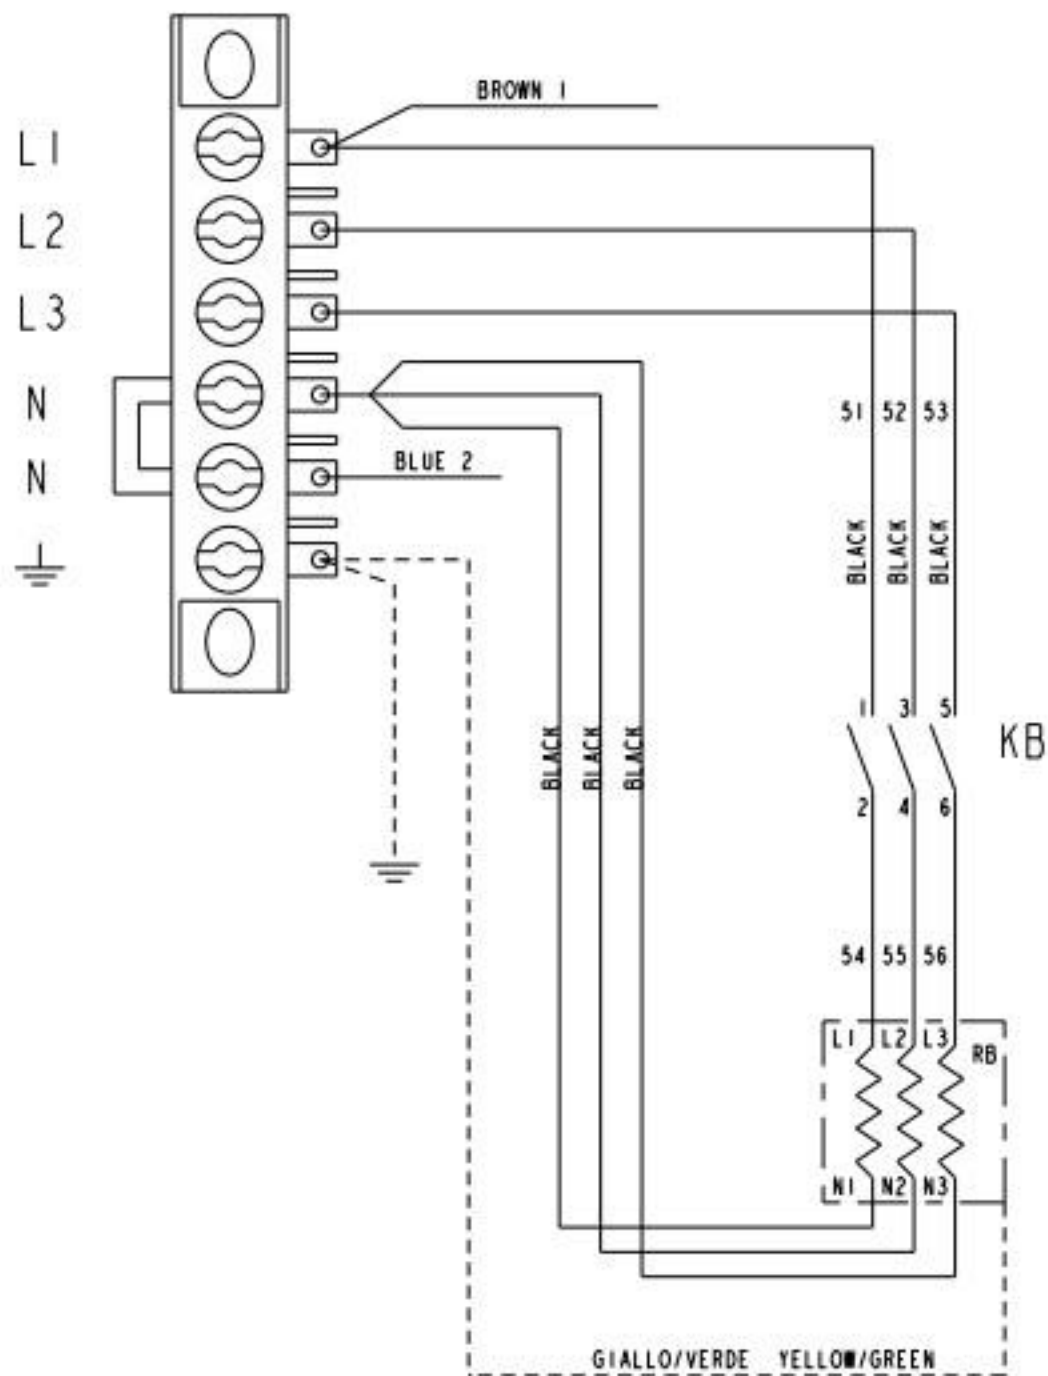 BROWN 1
L1
L2
L3
N
N
BLUE 2
51 52 53
BLACK BLACK BLACK
1 3 5
KB
2 4 6
BLACK BLACK BLACK
54 55 56
L1 L2 L3
RB
N1 N2 N3
GIALLO/VERDE YELLOW/GREEN